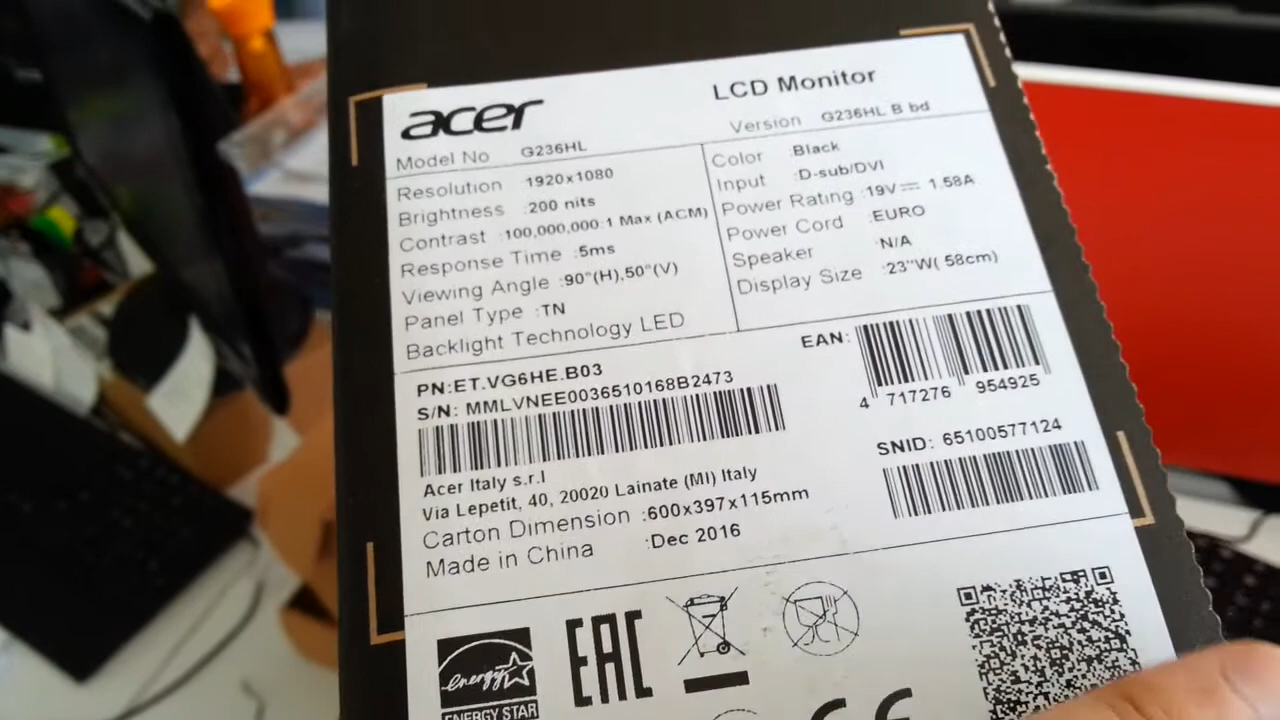 acer
LCD Monitor
Model No G236HL
Version G236HL B bd
Resolution :1920x1080
Brightness :200 nits
Contrast :100,000,000:1 Max (ACM)
Response Time :5ms
Viewing Angle :90°(H),50°(V)
Panel Type :TN
Backlight Technology LED
Color :Black
Input :D-sub/DVI
Power Rating :19V⎓ 1.58A
Power Cord :EURO
Speaker :N/A
Display Size :23"W( 58cm)
PN:ET.VG6HE.B03
S/N: MMLVNEE0036510168B2473
EAN:
4 717276 954925
SNID: 65100577124
Acer Italy s.r.l
Via Lepetit, 40, 20020 Lainate (MI) Italy
Carton Dimension :600x397x115mm
Made in China :Dec 2016
energy
ENERGY STAR
EAC
CE